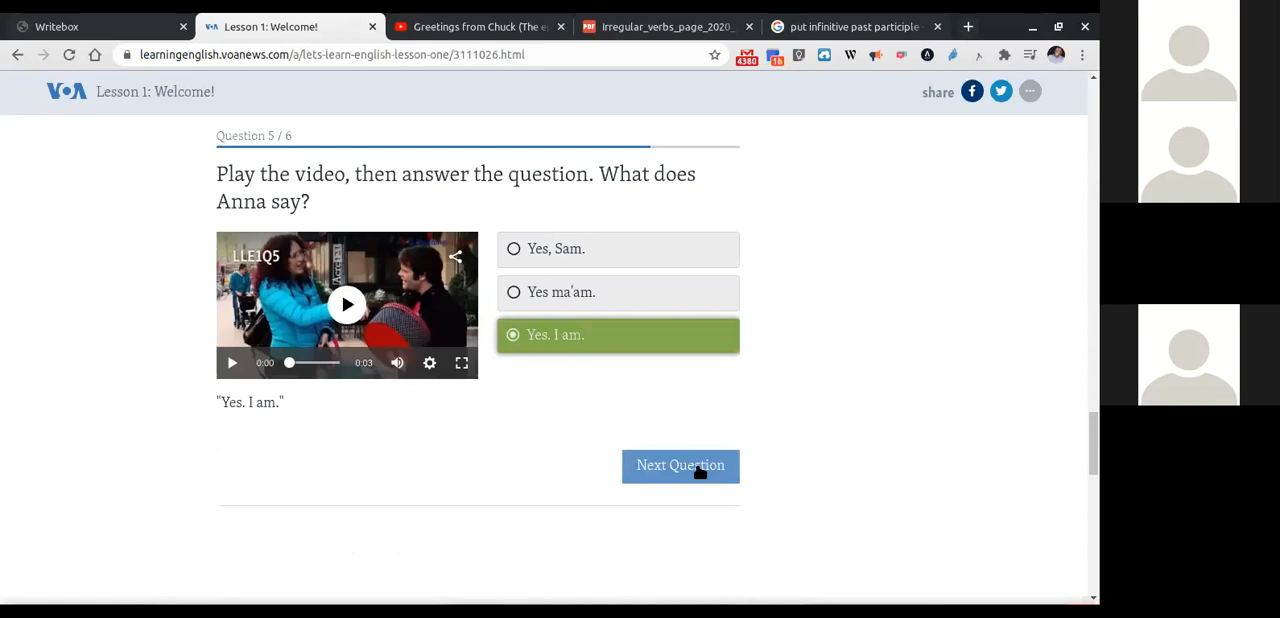 Writebox
Lesson 1: Welcome!
Greetings from Chuck (The e
Irregular_verbs_page_2020_
put infinitive past participle
learningenglish.voanews.com/a/lets-learn-english-lesson-one/3111026.html
4380
1h
VOA Lesson 1: Welcome!
share
Question 5 / 6
Play the video, then answer the question. What does
Anna say?
LLE1Q5
0:00
0:03
Yes, Sam.
Yes ma'am.
Yes. I am.
"Yes. I am."
Next Question